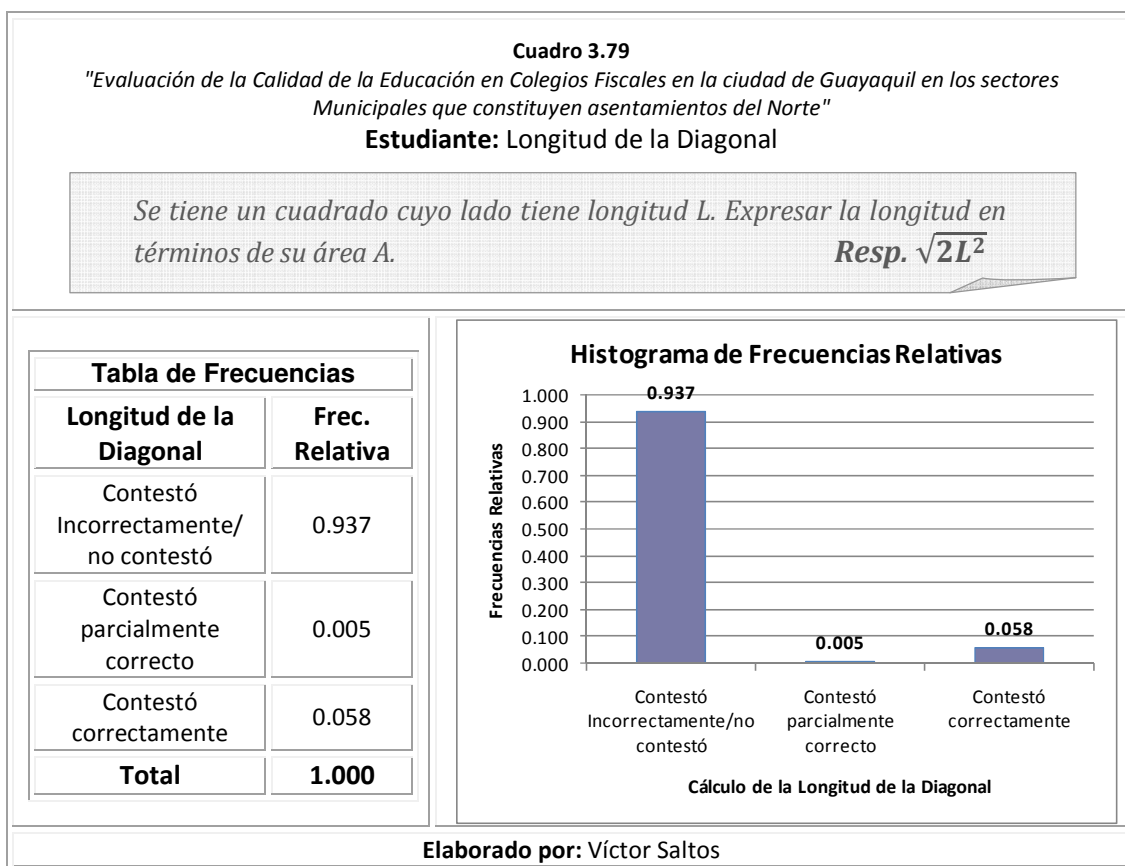 Cuadro 3.79
"Evaluación de la Calidad de la Educación en Colegios Fiscales en la ciudad de Guayaquil en los sectores
Municipales que constituyen asentamientos del Norte"
Estudiante: Longitud de la Diagonal
Se tiene un cuadrado cuyo lado tiene longitud L. Expresar la longitud en
términos de su área A. Resp. √2L²
Tabla de Frecuencias
Longitud de la
Diagonal
Frec.
Relativa
Contestó
Incorrectamente/
no contestó
0.937
Contestó
parcialmente
correcto
0.005
Contestó
correctamente
0.058
Total
1.000
Histograma de Frecuencias Relativas
Frecuencias Relativas
1.000
0.900
0.800
0.700
0.600
0.500
0.400
0.300
0.200
0.100
0.000
0.937
0.005
0.058
Contestó
Incorrectamente/no
contestó
Contestó
parcialmente
correcto
Contestó
correctamente
Cálculo de la Longitud de la Diagonal
Elaborado por: Víctor Saltos